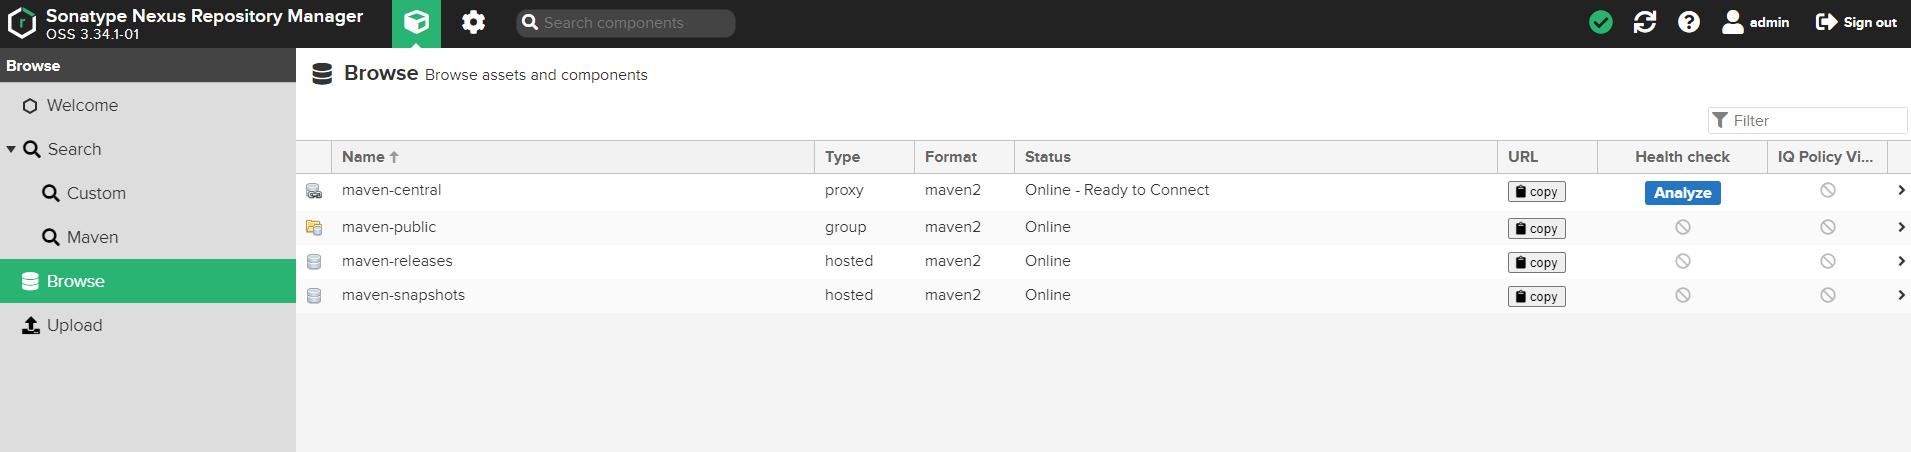 Sonatype Nexus Repository Manager
OSS 3.34.1-01
Search components
admin
Sign out
Browse
Welcome
Search
Custom
Maven
Browse
Upload
Browse Browse assets and components
Filter
Name Type Format Status URL Health check IQ Policy Vi...
maven-central proxy maven2 Online - Ready to Connect copy Analyze
maven-public group maven2 Online copy
maven-releases hosted maven2 Online copy
maven-snapshots hosted maven2 Online copy